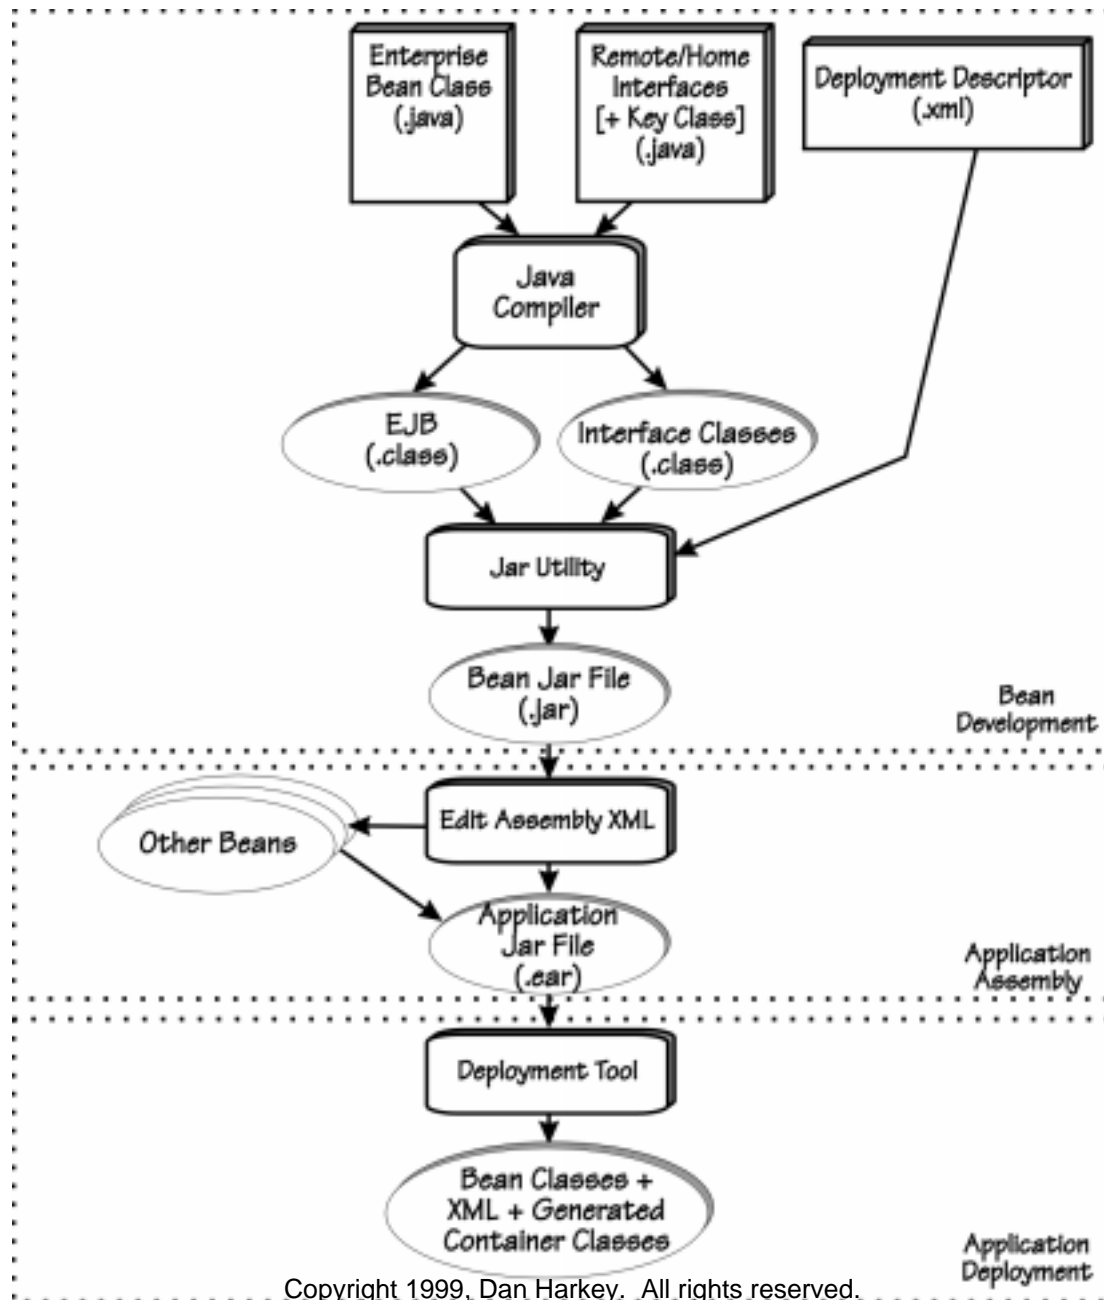 Enterprise
Bean Class
(.java)
Remote/Home
Interfaces
[+ Key Class]
(.java)
Deployment Descriptor
(.xml)
Java
Compiler
EJB
(.class)
Interface Classes
(.class)
Jar Utility
Bean Jar File
(.jar)
Bean
Development
Edit Assembly XML
Other Beans
Application
Jar File
(.ear)
Application
Assembly
Deployment Tool
Bean Classes +
XML + Generated
Container Classes
Application
Deployment
Copyright 1999, Dan Harkey.  All rights reserved.